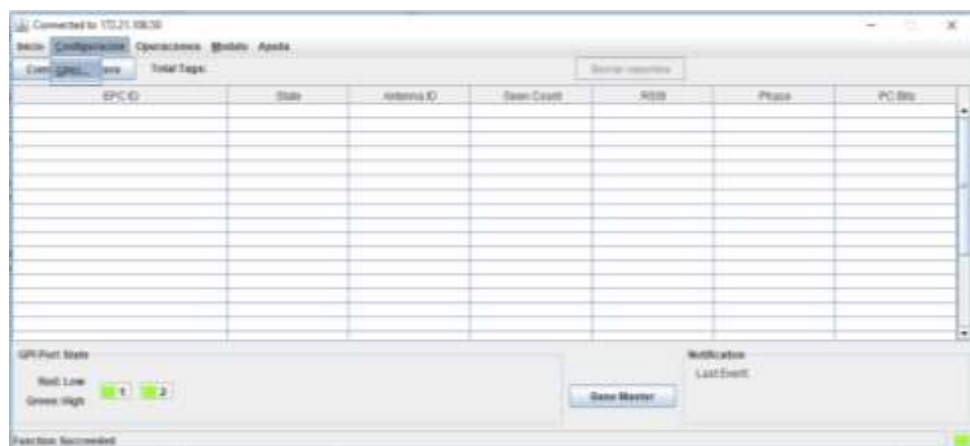 Connected to 172.21.108.50
Inicio Configuración Operaciones Modelo Ayuda
Total Tags:
Borrar reportes
EPC ID State Antenna ID Seen Count RSSI Phase PC Bits
GPI Port State
Red: Low
Green: High
1 2
Notification
Last Event:
Base Master
Function Succeeded